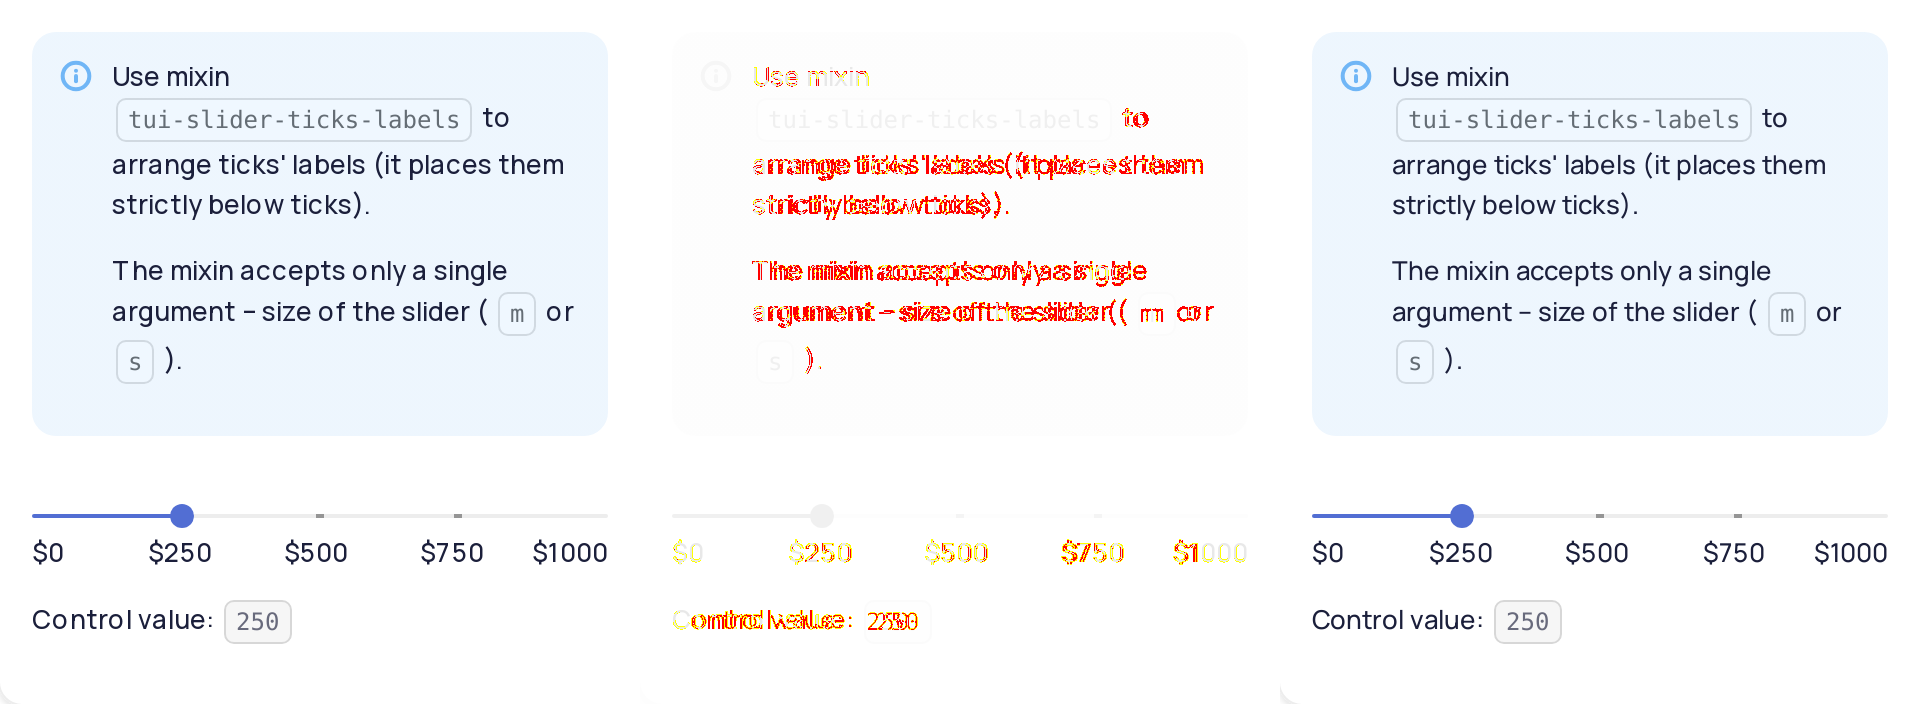 Use mixin
tui-slider-ticks-labels to
arrange ticks' labels (it places them
strictly below ticks).
The mixin accepts only a single
argument – size of the slider ( m or
s ).
$0 $250 $500 $750 $1000
Control value: 250
Use mixin
tui-slider-ticks-labels to
arrange ticks' labels (it places them
strictly below ticks).
The mixin accepts only a single
argument – size of the slider ( m or
s ).
$0 $250 $500 $750 $1000
Control value: 250
Use mixin
tui-slider-ticks-labels to
arrange ticks' labels (it places them
strictly below ticks).
The mixin accepts only a single
argument – size of the slider ( m or
s ).
$0 $250 $500 $750 $1000
Control value: 250